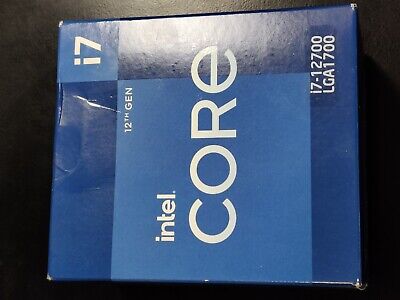 i7
12TH GEN
intel.
CORE
i7-12700
LGA1700